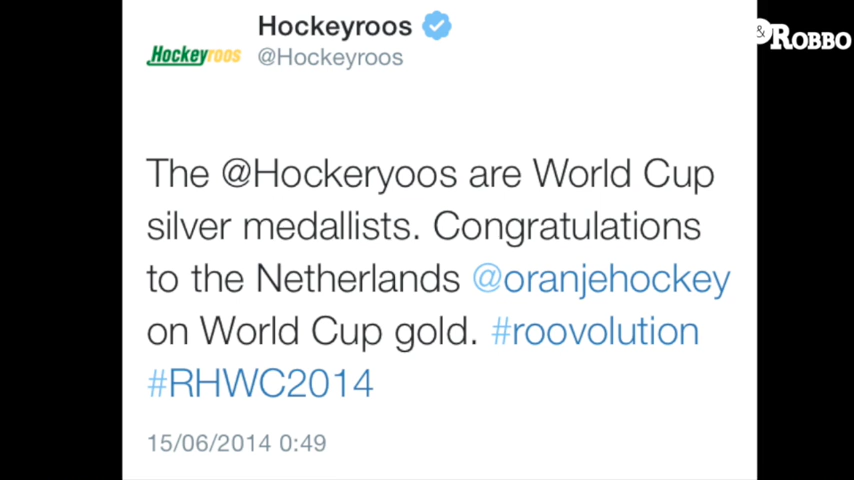 Hockeyroos
Hockeyroos
@Hockeyroos
& ROBBO
The @Hockeryoos are World Cup
silver medallists. Congratulations
to the Netherlands @oranjehockey
on World Cup gold. #roovolution
#RHWC2014
15/06/2014 0:49